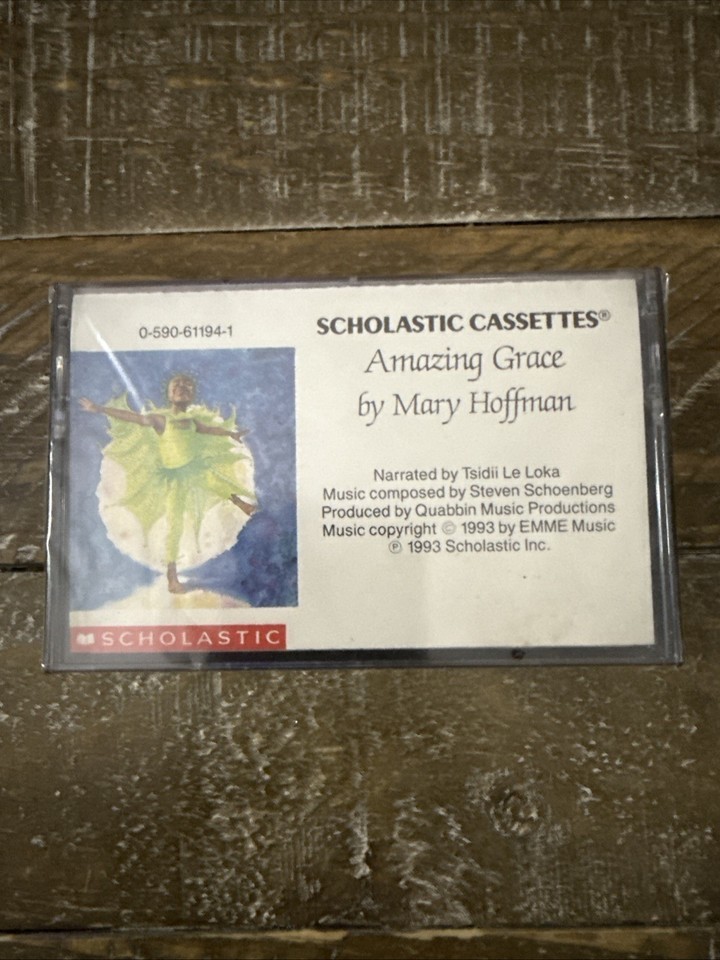 0-590-61194-1
SCHOLASTIC CASSETTES®
Amazing Grace
by Mary Hoffman
Narrated by Tsidii Le Loka
Music composed by Steven Schoenberg
Produced by Quabbin Music Productions
Music copyright © 1993 by EMME Music
℗ 1993 Scholastic Inc.
SCHOLASTIC